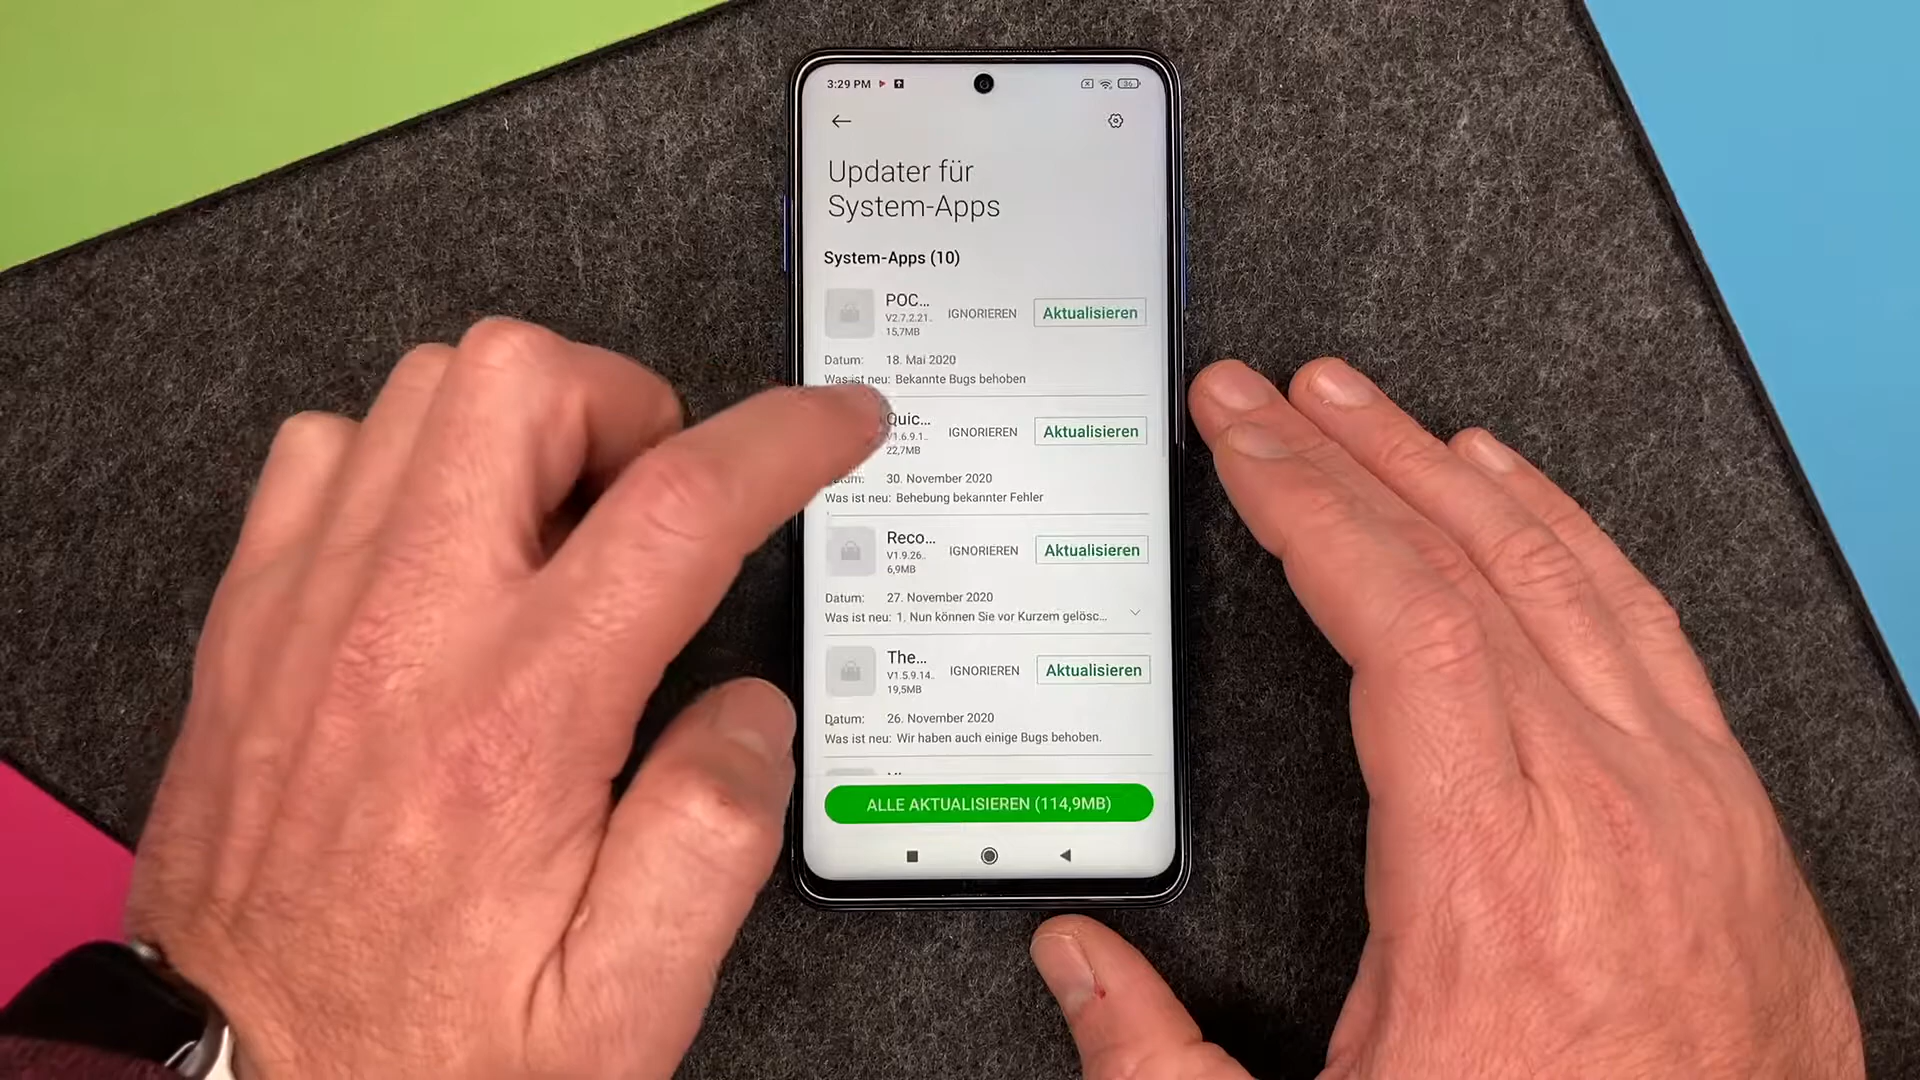 3:29 PM
36
Updater für
System-Apps
System-Apps (10)
POC... IGNORIEREN Aktualisieren
V2.7.2.21..
15,7MB
Datum: 18. Mai 2020
Was ist neu: Bekannte Bugs behoben
Quic... IGNORIEREN Aktualisieren
V1.6.9.1..
22,7MB
30. November 2020
Was ist neu: Behebung bekannter Fehler
Reco... IGNORIEREN Aktualisieren
V1.9.26..
6,9MB
Datum: 27. November 2020
Was ist neu: 1. Nun können Sie vor Kurzem gelösc...
The... IGNORIEREN Aktualisieren
V1.5.9.14..
19,5MB
Datum: 26. November 2020
Was ist neu: Wir haben auch einige Bugs behoben.
ALLE AKTUALISIEREN (114,9MB)